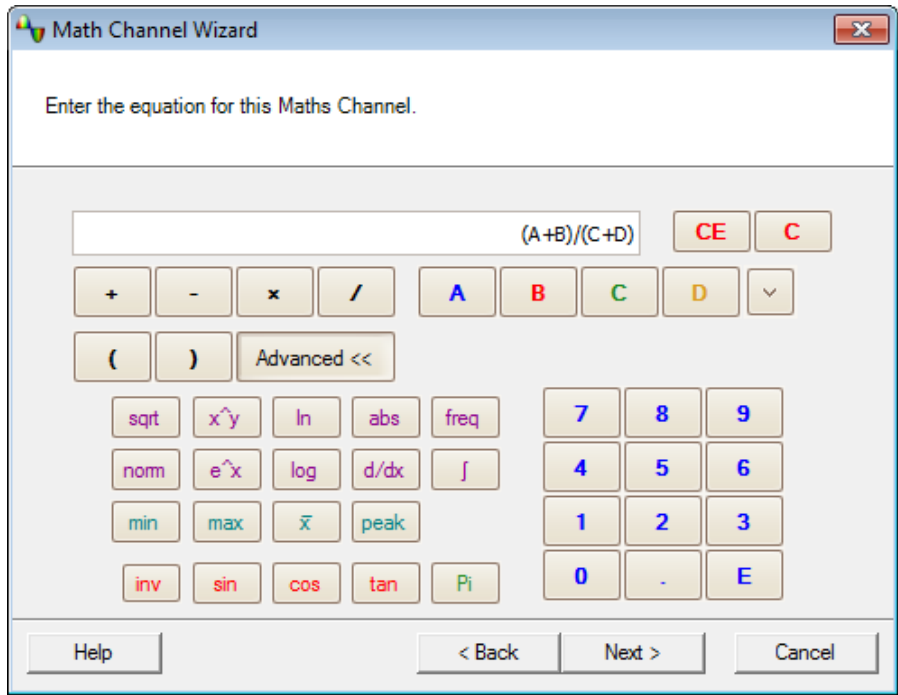 Math Channel Wizard
Enter the equation for this Maths Channel.
(A+B)/(C+D) CE C
+ - × / A B C D
( ) Advanced <<
sqrt x^y ln abs freq 7 8 9
norm e^x log d/dx ∫ 4 5 6
min max x̅ peak 1 2 3
inv sin cos tan Pi 0 . E
Help < Back Next > Cancel